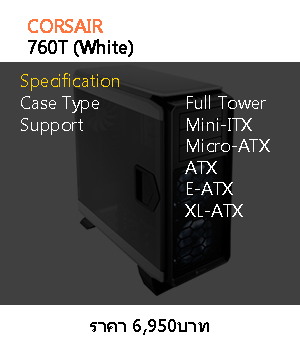 CORSAIR
760T (White)
Specification
Case Type Full Tower
Support Mini-ITX
Micro-ATX
ATX
E-ATX
XL-ATX
ราคา 6,950บาท